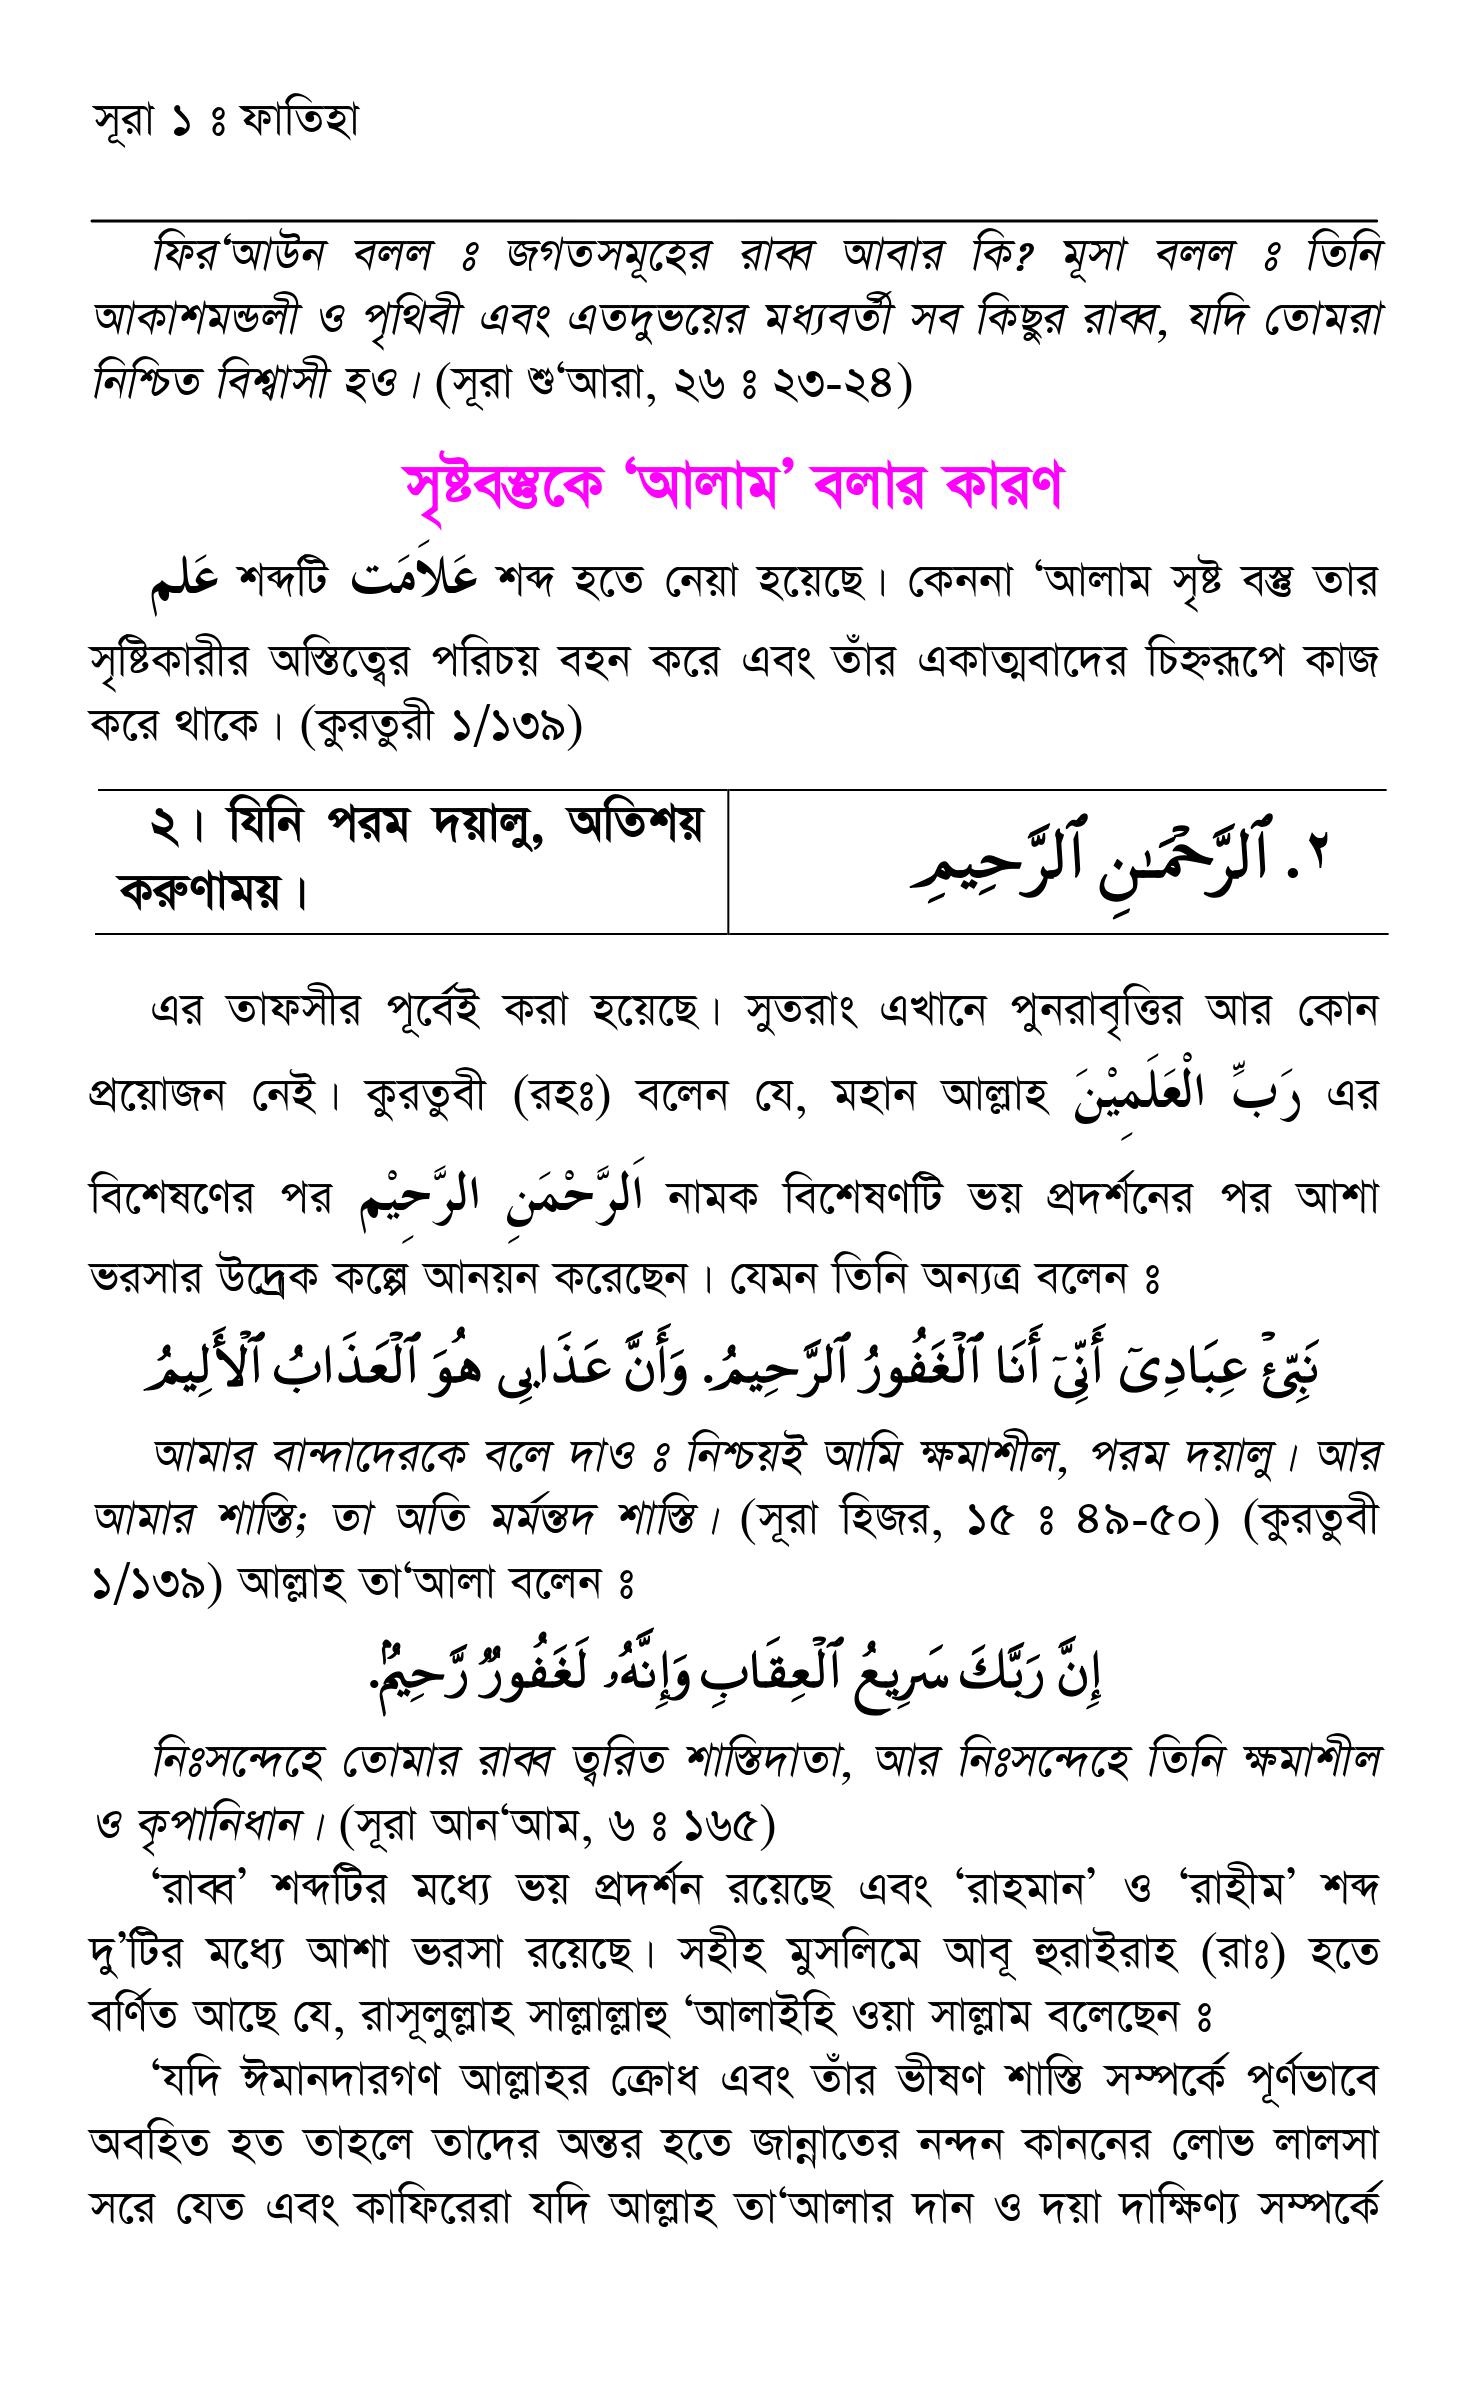 সূরা ১ ঃ ফাতিহা
ফির‘আউন বলল ঃ জগতসমূহের রাব্ব আবার কি? মূসা বলল ঃ তিনি
আকাশমন্ডলী ও পৃথিবী এবং এতদুভয়ের মধ্যবর্তী সব কিছুর রাব্ব, যদি তোমরা
নিশ্চিত বিশ্বাসী হও। (সূরা শু‘আরা, ২৬ ঃ ২৩-২৪)
সৃষ্টবস্তুকে ‘আলাম’ বলার কারণ
عَلم শব্দটি عَلاَمَت শব্দ হতে নেয়া হয়েছে। কেননা ‘আলাম সৃষ্ট বস্তু তার
সৃষ্টিকারীর অস্তিত্বের পরিচয় বহন করে এবং তাঁর একাত্মবাদের চিহ্নরূপে কাজ
করে থাকে। (কুরতুরী ১/১৩৯)
২। যিনি পরম দয়ালু, অতিশয়
করুণাময়।
٢. ٱلرَّحْمَـٰنِ ٱلرَّحِيمِ
এর তাফসীর পূর্বেই করা হয়েছে। সুতরাং এখানে পুনরাবৃত্তির আর কোন
প্রয়োজন নেই। কুরতুবী (রহঃ) বলেন যে, মহান আল্লাহ رَبِّ الْعَلَمِيْنَ এর
বিশেষণের পর اَلرَّحْمَنِ الرَّحِيْم নামক বিশেষণটি ভয় প্রদর্শনের পর আশা
ভরসার উদ্রেক কল্পে আনয়ন করেছেন। যেমন তিনি অন্যত্র বলেন ঃ
نَبِّئْ عِبَادِىٓ أَنِّىٓ أَنَا ٱلْغَفُورُ ٱلرَّحِيمُ. وَأَنَّ عَذَابِى هُوَ ٱلْعَذَابُ ٱلْأَلِيمُ
আমার বান্দাদেরকে বলে দাও ঃ নিশ্চয়ই আমি ক্ষমাশীল, পরম দয়ালু। আর
আমার শাস্তি; তা অতি মর্মন্তদ শাস্তি। (সূরা হিজর, ১৫ ঃ ৪৯-৫০) (কুরতুবী
১/১৩৯) আল্লাহ তা‘আলা বলেন ঃ
إِنَّ رَبَّكَ سَرِيعُ ٱلْعِقَابِ وَإِنَّهُۥ لَغَفُورٌ رَّحِيمٌۢ.
নিঃসন্দেহে তোমার রাব্ব ত্বরিত শাস্তিদাতা, আর নিঃসন্দেহে তিনি ক্ষমাশীল
ও কৃপানিধান। (সূরা আন‘আম, ৬ ঃ ১৬৫)
‘রাব্ব’ শব্দটির মধ্যে ভয় প্রদর্শন রয়েছে এবং ‘রাহমান’ ও ‘রাহীম’ শব্দ
দু’টির মধ্যে আশা ভরসা রয়েছে। সহীহ মুসলিমে আবূ হুরাইরাহ (রাঃ) হতে
বর্ণিত আছে যে, রাসূলুল্লাহ সাল্লাল্লাহু ‘আলাইহি ওয়া সাল্লাম বলেছেন ঃ
‘যদি ঈমানদারগণ আল্লাহর ক্রোধ এবং তাঁর ভীষণ শাস্তি সম্পর্কে পূর্ণভাবে
অবহিত হত তাহলে তাদের অন্তর হতে জান্নাতের নন্দন কাননের লোভ লালসা
সরে যেত এবং কাফিরেরা যদি আল্লাহ তা‘আলার দান ও দয়া দাক্ষিণ্য সম্পর্কে